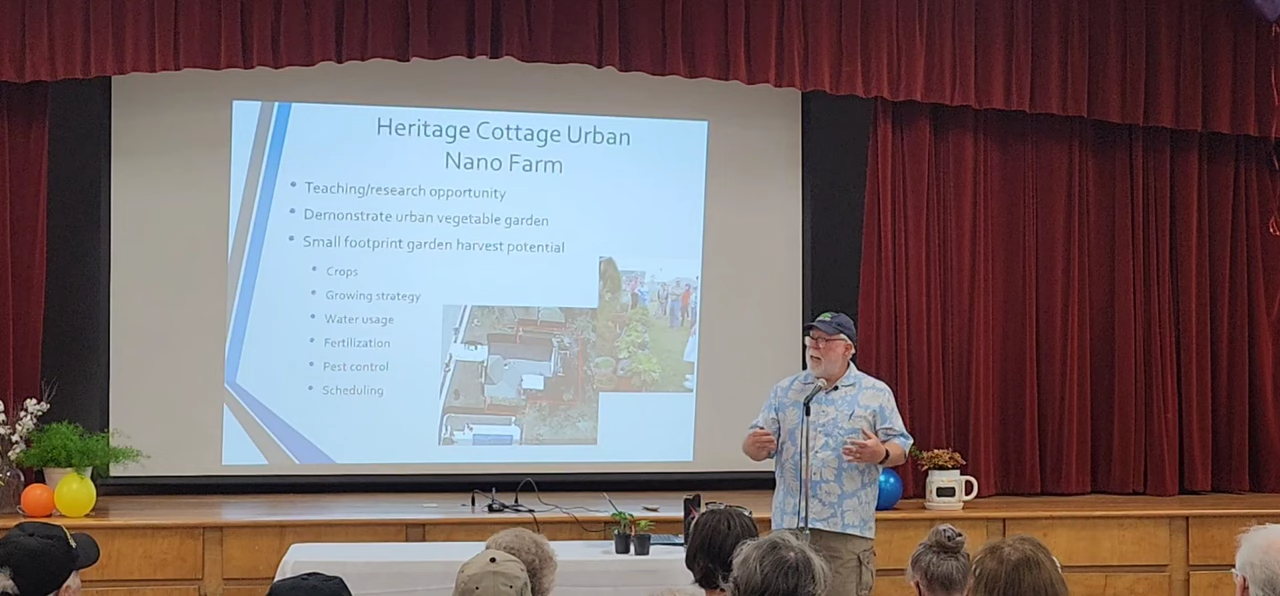 Heritage Cottage Urban
Nano Farm
• Teaching/research opportunity
• Demonstrate urban vegetable garden
• Small footprint garden harvest potential
• Crops
• Growing strategy
• Water usage
• Fertilization
• Pest control
• Scheduling